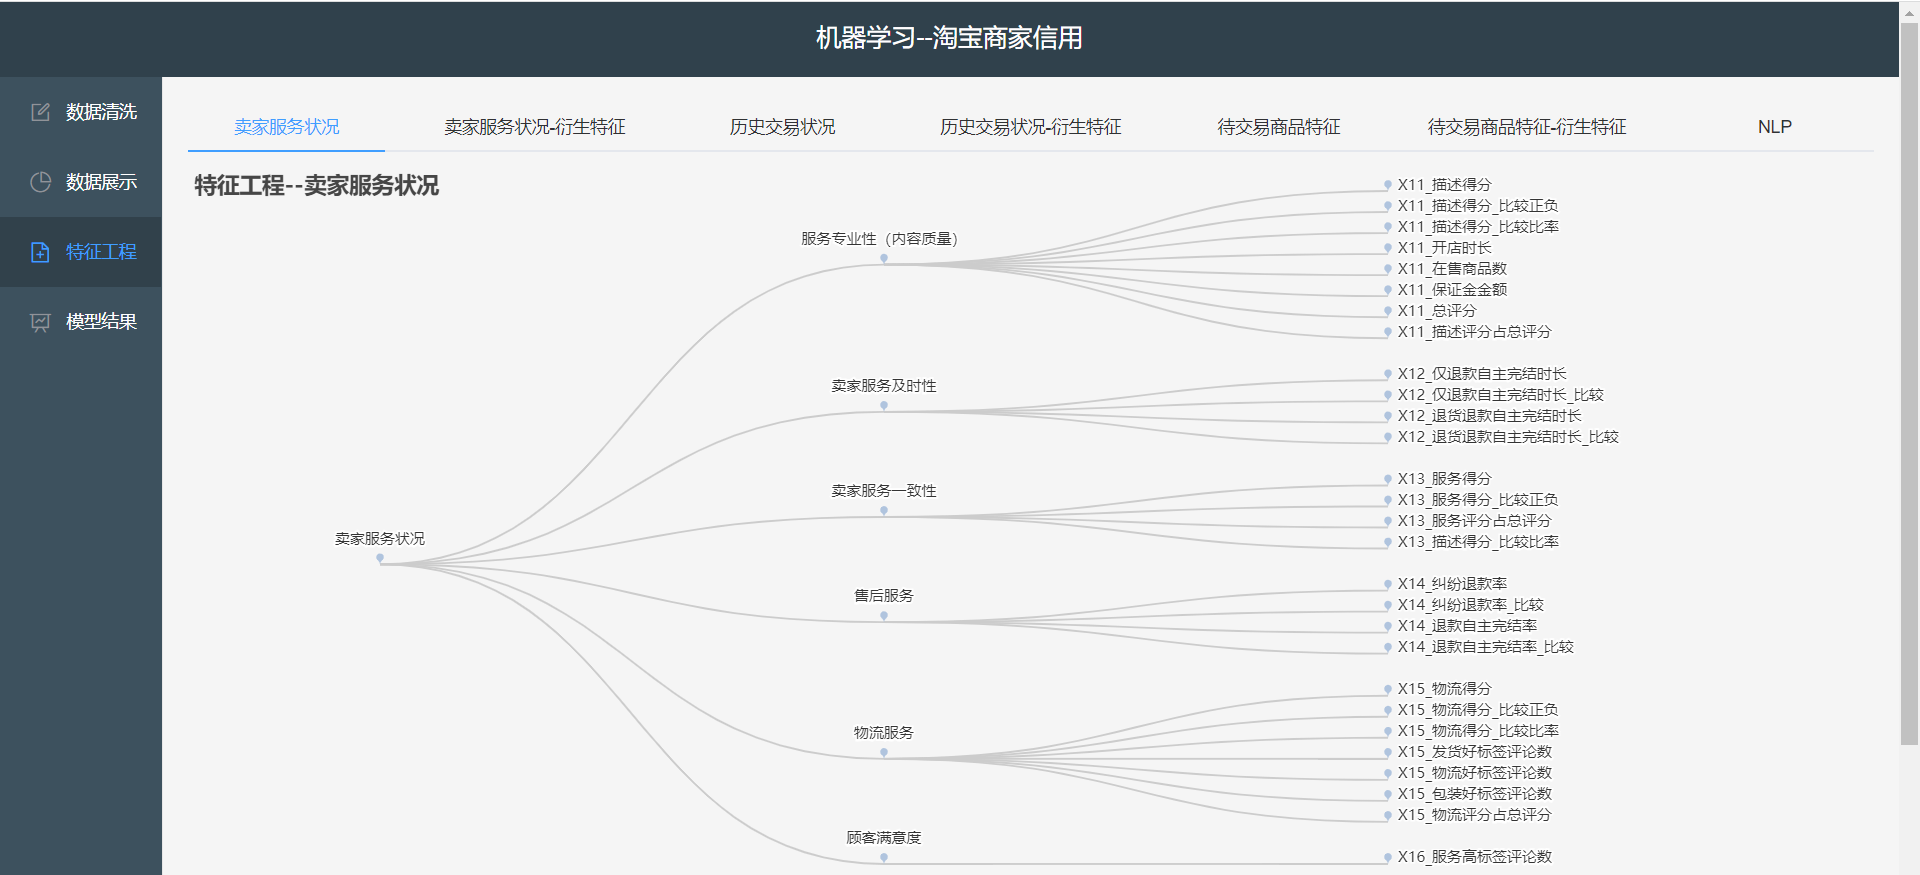 机器学习--淘宝商家信用
数据清洗
数据展示
特征工程
模型结果
卖家服务状况
卖家服务状况-衍生特征
历史交易状况
历史交易状况-衍生特征
待交易商品特征
待交易商品特征-衍生特征
NLP
特征工程--卖家服务状况
卖家服务状况
服务专业性（内容质量）
X11_描述得分
X11_描述得分_比较正负
X11_描述得分_比较比率
X11_开店时长
X11_在售商品数
X11_保证金金额
X11_总评分
X11_描述评分占总评分
卖家服务及时性
X12_仅退款自主完结时长
X12_仅退款自主完结时长_比较
X12_退货退款自主完结时长
X12_退货退款自主完结时长_比较
卖家服务一致性
X13_服务得分
X13_服务得分_比较正负
X13_服务评分占总评分
X13_描述得分_比较比率
售后服务
X14_纠纷退款率
X14_纠纷退款率_比较
X14_退款自主完结率
X14_退款自主完结率_比较
物流服务
X15_物流得分
X15_物流得分_比较正负
X15_物流得分_比较比率
X15_发货好标签评论数
X15_物流好标签评论数
X15_包装好标签评论数
X15_物流评分占总评分
顾客满意度
X16_服务高标签评论数